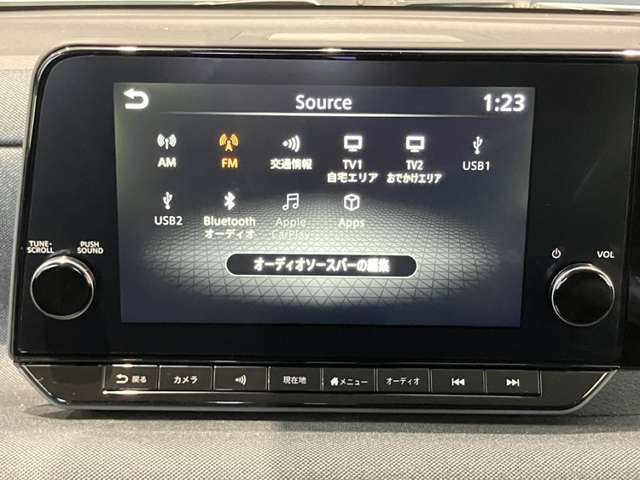 Source
1:23
AM
FM
交通情報
TV1
自宅エリア
TV2
おでかけエリア
USB1
USB2
Bluetooth
オーディオ
Apple
CarPlay
Apps
オーディオソースバーの編集
TUNE・
SCROLL
PUSH
SOUND
VOL
戻る
カメラ
現在地
メニュー
オーディオ